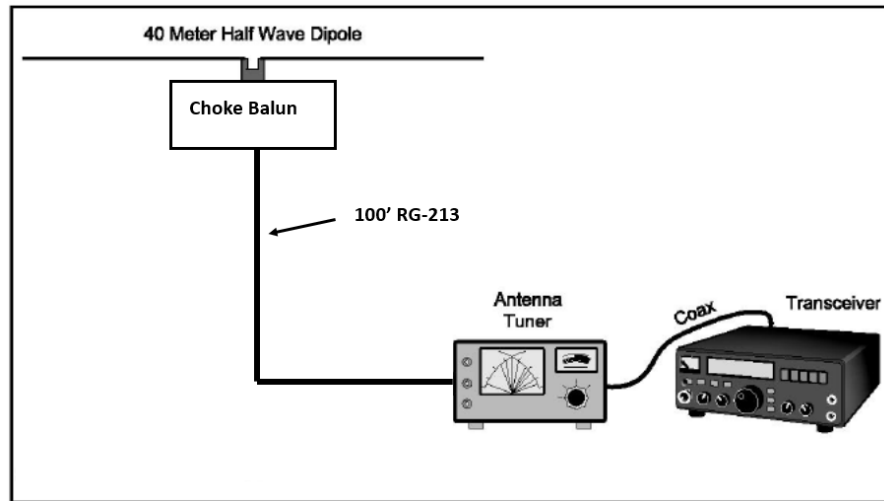 40 Meter Half Wave Dipole
Choke Balun
100' RG-213
Antenna
Tuner
Coax
Transceiver